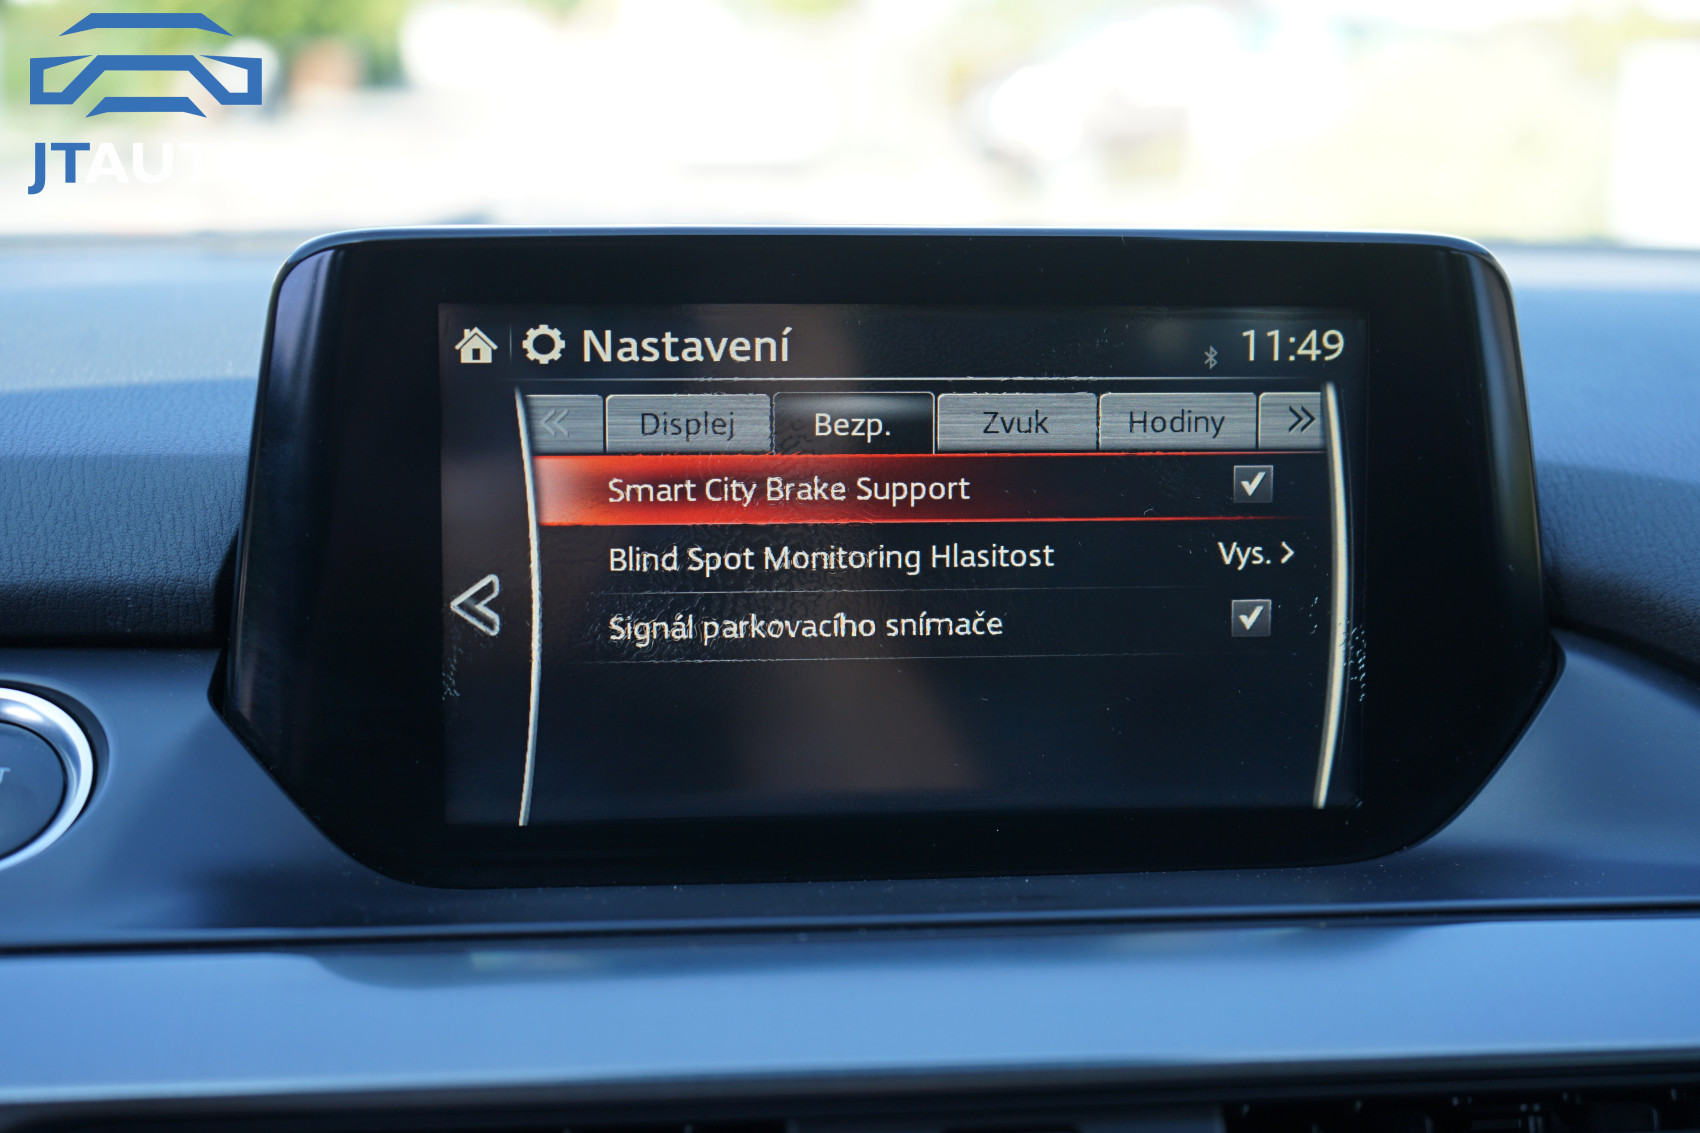 JTAUT
Nastavení 11:49
Displej Bezp. Zvuk Hodiny
Smart City Brake Support
Blind Spot Monitoring Hlasitost Vys.
Signál parkovacího snímače